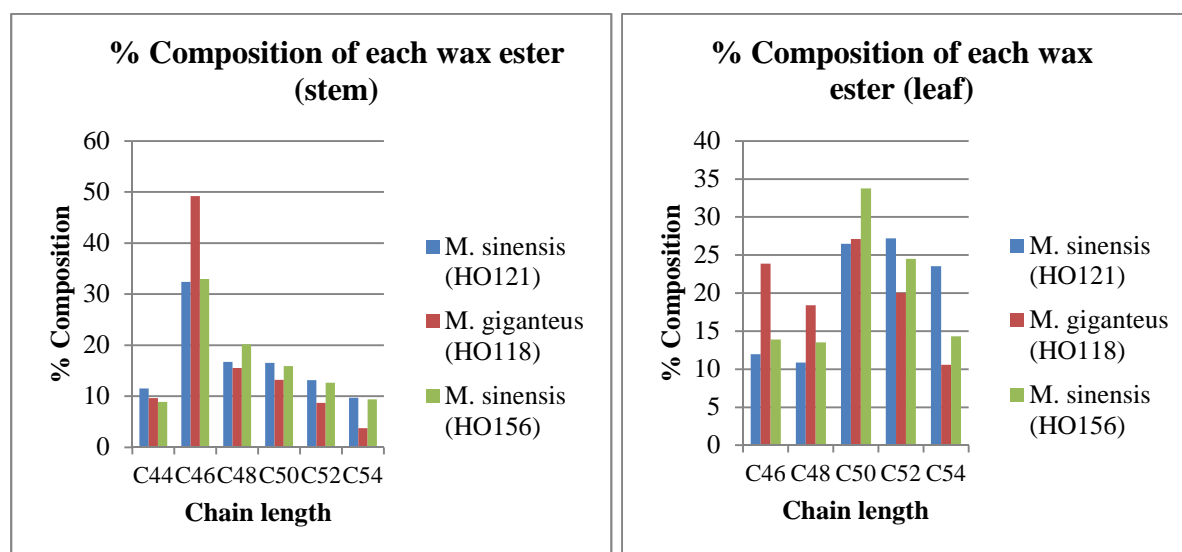 % Composition of each wax ester
(stem)
% Composition
60
50
40
30
20
10
0
C44 C46 C48 C50 C52 C54
Chain length
M. sinensis
(HO121)
M. giganteus
(HO118)
M. sinensis
(HO156)
% Composition of each wax
ester (leaf)
% Composition
40
35
30
25
20
15
10
5
0
C46 C48 C50 C52 C54
Chain length
M. sinensis
(HO121)
M. giganteus
(HO118)
M. sinensis
(HO156)